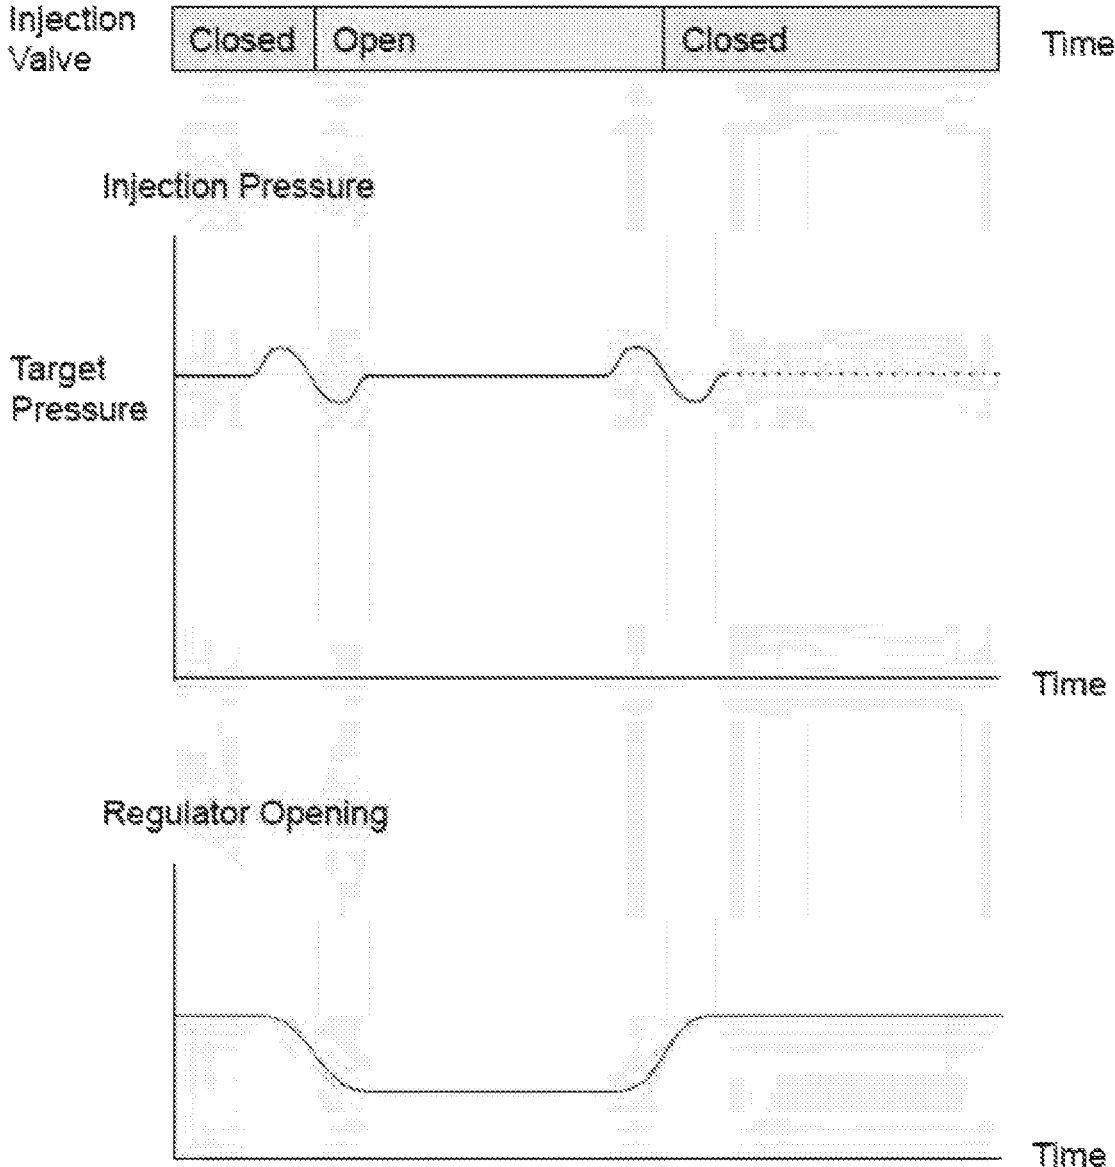 Injection
Valve
Closed
Open
Closed
Time
Injection Pressure
Target
Pressure
Time
Regulator Opening
Time